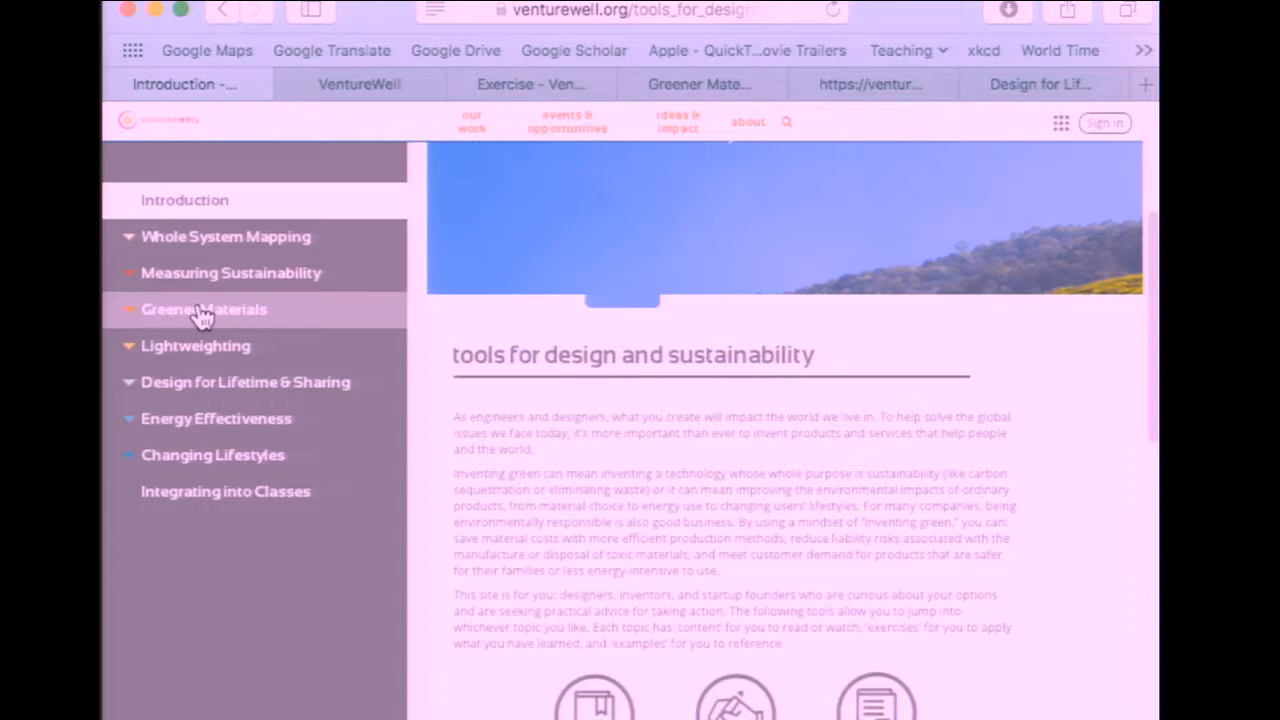 venturewell.org/tools_for_design
Google Maps Google Translate Google Drive Google Scholar Apple - QuickT...ovie Trailers Teaching xkcd World Time >>
Introduction -... VentureWell Exercise - Ven... Greener Mate... https://ventur... Design for Lif... +
VENTUREWELL our work events & opportunities ideas & impact about Sign in
Introduction
Whole System Mapping
Measuring Sustainability
Greener Materials
Lightweighting
Design for Lifetime & Sharing
Energy Effectiveness
Changing Lifestyles
Integrating into Classes
tools for design and sustainability
As engineers and designers, what you create will impact the world we live in. To help solve the global
issues we face today, it's more important than ever to invent products and services that help people
and the world.
Inventing green can mean inventing a technology whose whole purpose is sustainability (like carbon
sequestration or eliminating waste) or it can mean improving the environmental impacts of ordinary
products, from material choice to energy use to changing users' lifestyles. For many companies, being
environmentally responsible is also good business. By using a mindset of "inventing green," you can:
save material costs with more efficient production methods; reduce liability risks associated with the
manufacture or disposal of toxic materials; and meet customer demand for products that are safer
for their families or less energy-intensive to use.
This site is for you: designers, inventors, and startup founders who are curious about your options
and are seeking practical advice for taking action. The following tools allow you to jump into
whichever topic you like. Each topic has 'content' for you to read or watch, 'exercises' for you to apply
what you have learned, and 'examples' for you to reference.